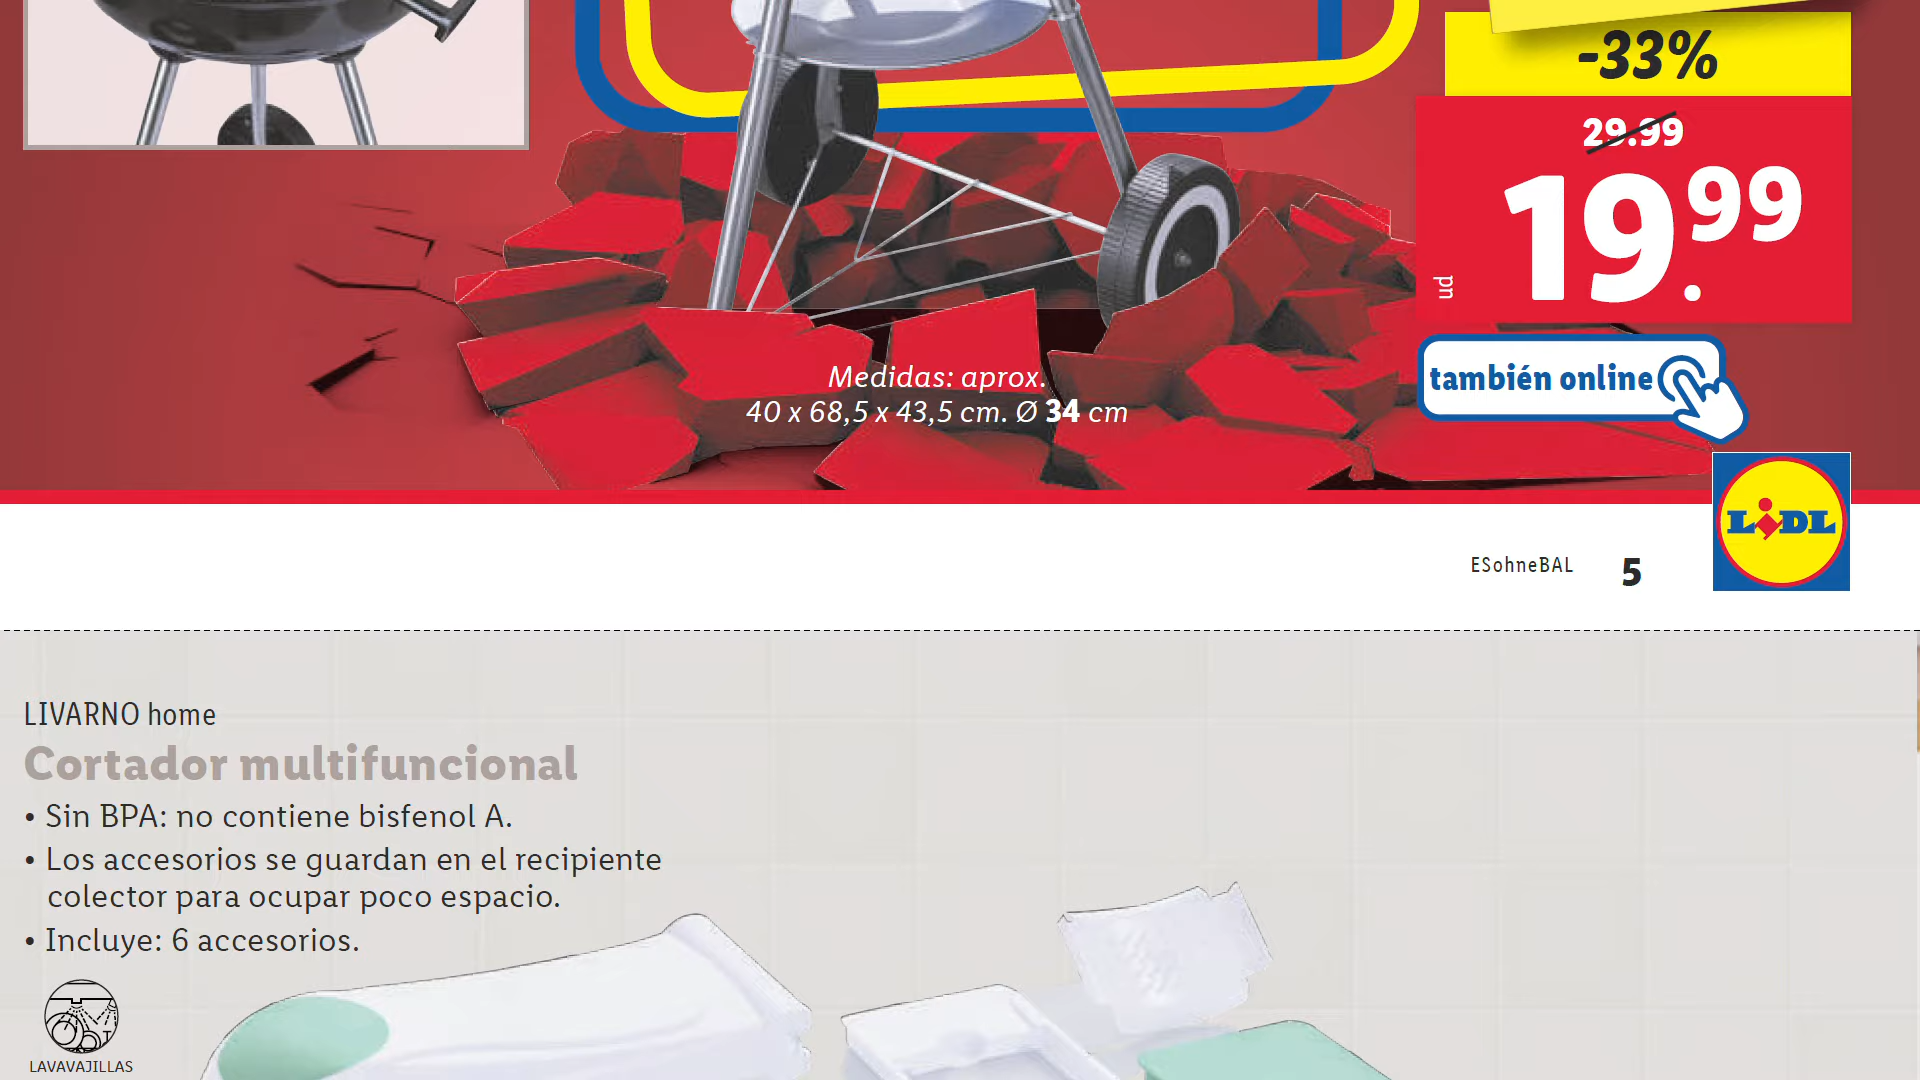 -33%
29.99
19.99
ud
también online
Medidas: aprox.
40 x 68,5 x 43,5 cm. Ø 34 cm
LIDL
ESohneBAL 5
LIVARNO home
Cortador multifuncional
• Sin BPA: no contiene bisfenol A.
• Los accesorios se guardan en el recipiente
colector para ocupar poco espacio.
• Incluye: 6 accesorios.
LAVAVAJILLAS